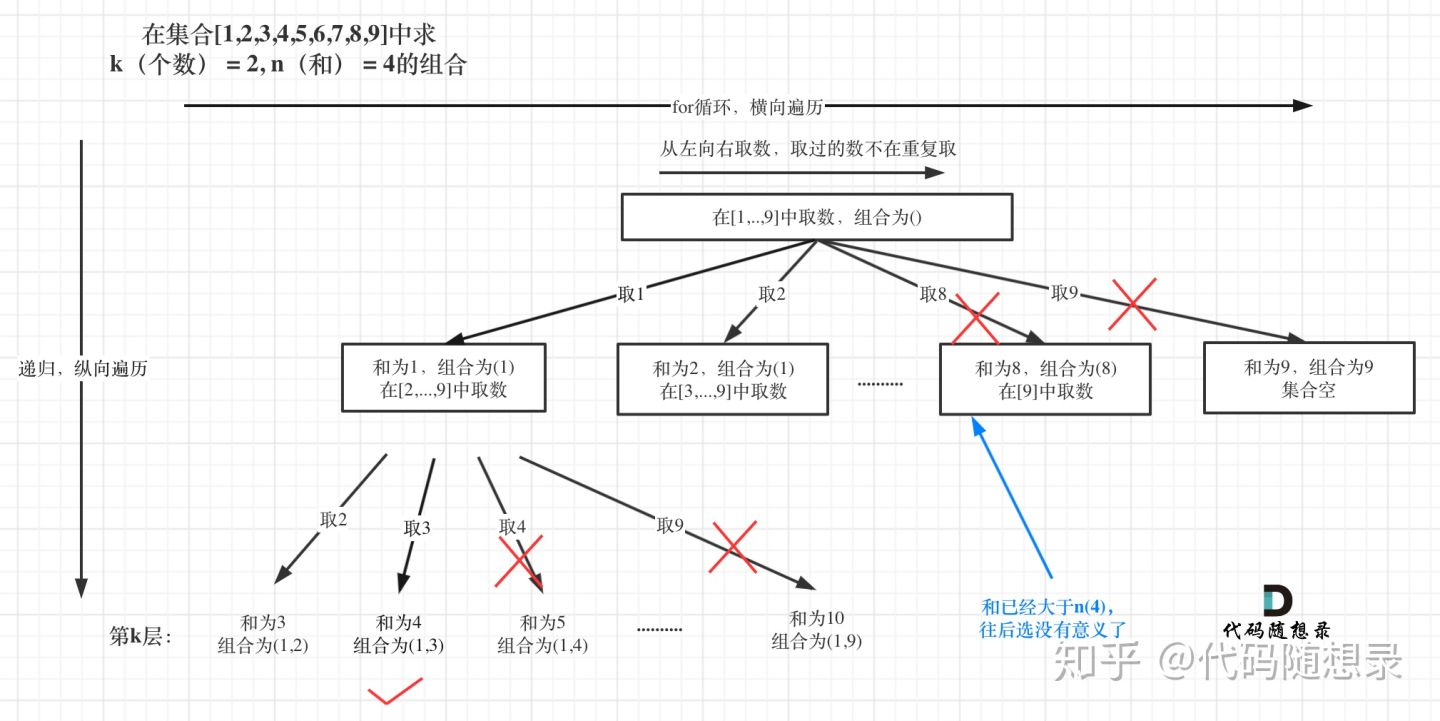 在集合[1,2,3,4,5,6,7,8,9]中求
k（个数）= 2, n（和）= 4的组合
for循环，横向遍历
从左向右取数，取过的数不在重复取
在[1,..,9]中取数，组合为()
取1
取2
取8
取9
递归，纵向遍历
和为1，组合为(1)
在[2,...,9]中取数
和为2，组合为(1)
在[3,...,9]中取数
..........
和为8，组合为(8)
在[9]中取数
和为9，组合为9
集合空
取2
取3
取4
取9
第k层：
和为3
组合为(1,2)
和为4
组合为(1,3)
和为5
组合为(1,4)
..........
和为10
组合为(1,9)
和已经大于n(4)，
往后选没有意义了
代码随想录
知乎 @代码随想录